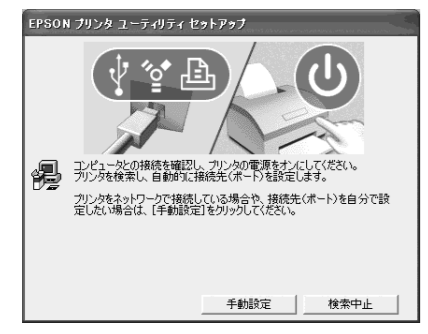 EPSON プリンタ ユーティリティ セットアップ
コンピュータとの接続を確認し、プリンタの電源をオンにしてください。
プリンタを検索し、自動的に接続先(ポート)を設定します。
プリンタをネットワークで接続している場合や、接続先(ポート)を自分で設
定したい場合は、[手動設定]をクリックしてください。
手動設定
検索中止